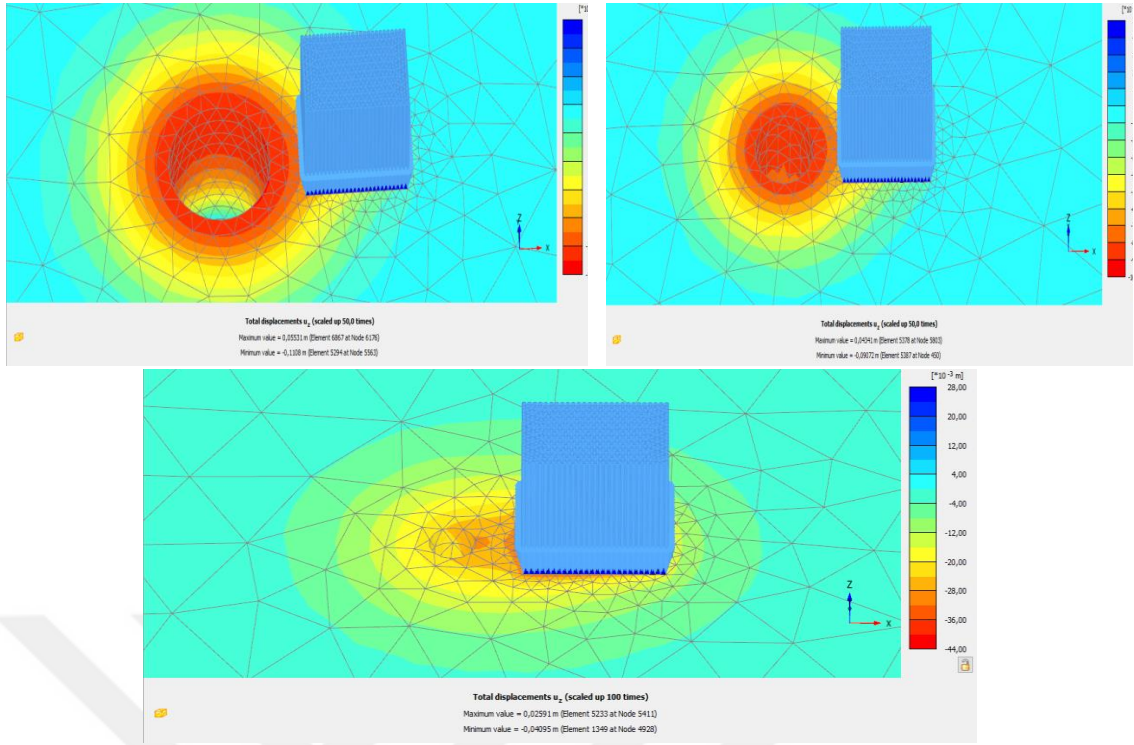 [*10
Z
X
Total displacements uz (scaled up 50,0 times)
Maximum value = 0,05531 m (Element 6867 at Node 6176)
Minimum value = -0,1108 m (Element 5294 at Node 5563)
[*10
Z
X
Total displacements uz (scaled up 50,0 times)
Maximum value = 0,04341 m (Element 5378 at Node 5803)
Minimum value = -0,09072 m (Element 5387 at Node 450)
[*10 -3 m]
28,00
20,00
12,00
4,00
-4,00
-12,00
-20,00
-28,00
-36,00
-44,00
Z
X
Total displacements uz (scaled up 100 times)
Maximum value = 0,02591 m (Element 5233 at Node 5411)
Minimum value = -0,04095 m (Element 1349 at Node 4928)